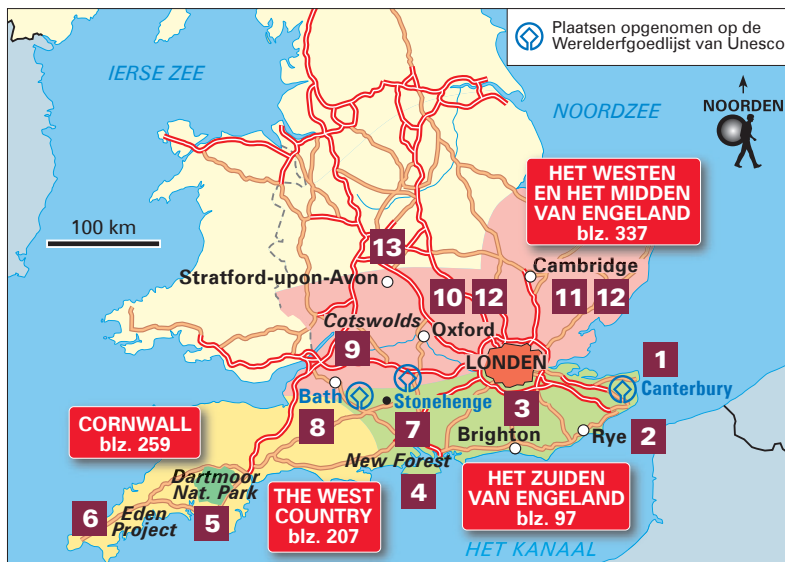 Plaatsen opgenomen op de
Werelderfgoedlijst van Unesco
IERSE ZEE
NOORDZEE
NOORDEN
HET WESTEN
EN HET MIDDEN
VAN ENGELAND
blz. 337
100 km
13
Stratford-upon-Avon
Cambridge
10
12
11
12
Cotswolds
Oxford
9
LONDEN
1
Bath
Stonehenge
Canterbury
3
CORNWALL
blz. 259
8
7
Brighton
Rye
2
New Forest
Dartmoor
Nat. Park
4
THE WEST
COUNTRY
blz. 207
HET ZUIDEN
VAN ENGELAND
blz. 97
6
Eden
Project
5
HET KANAAL